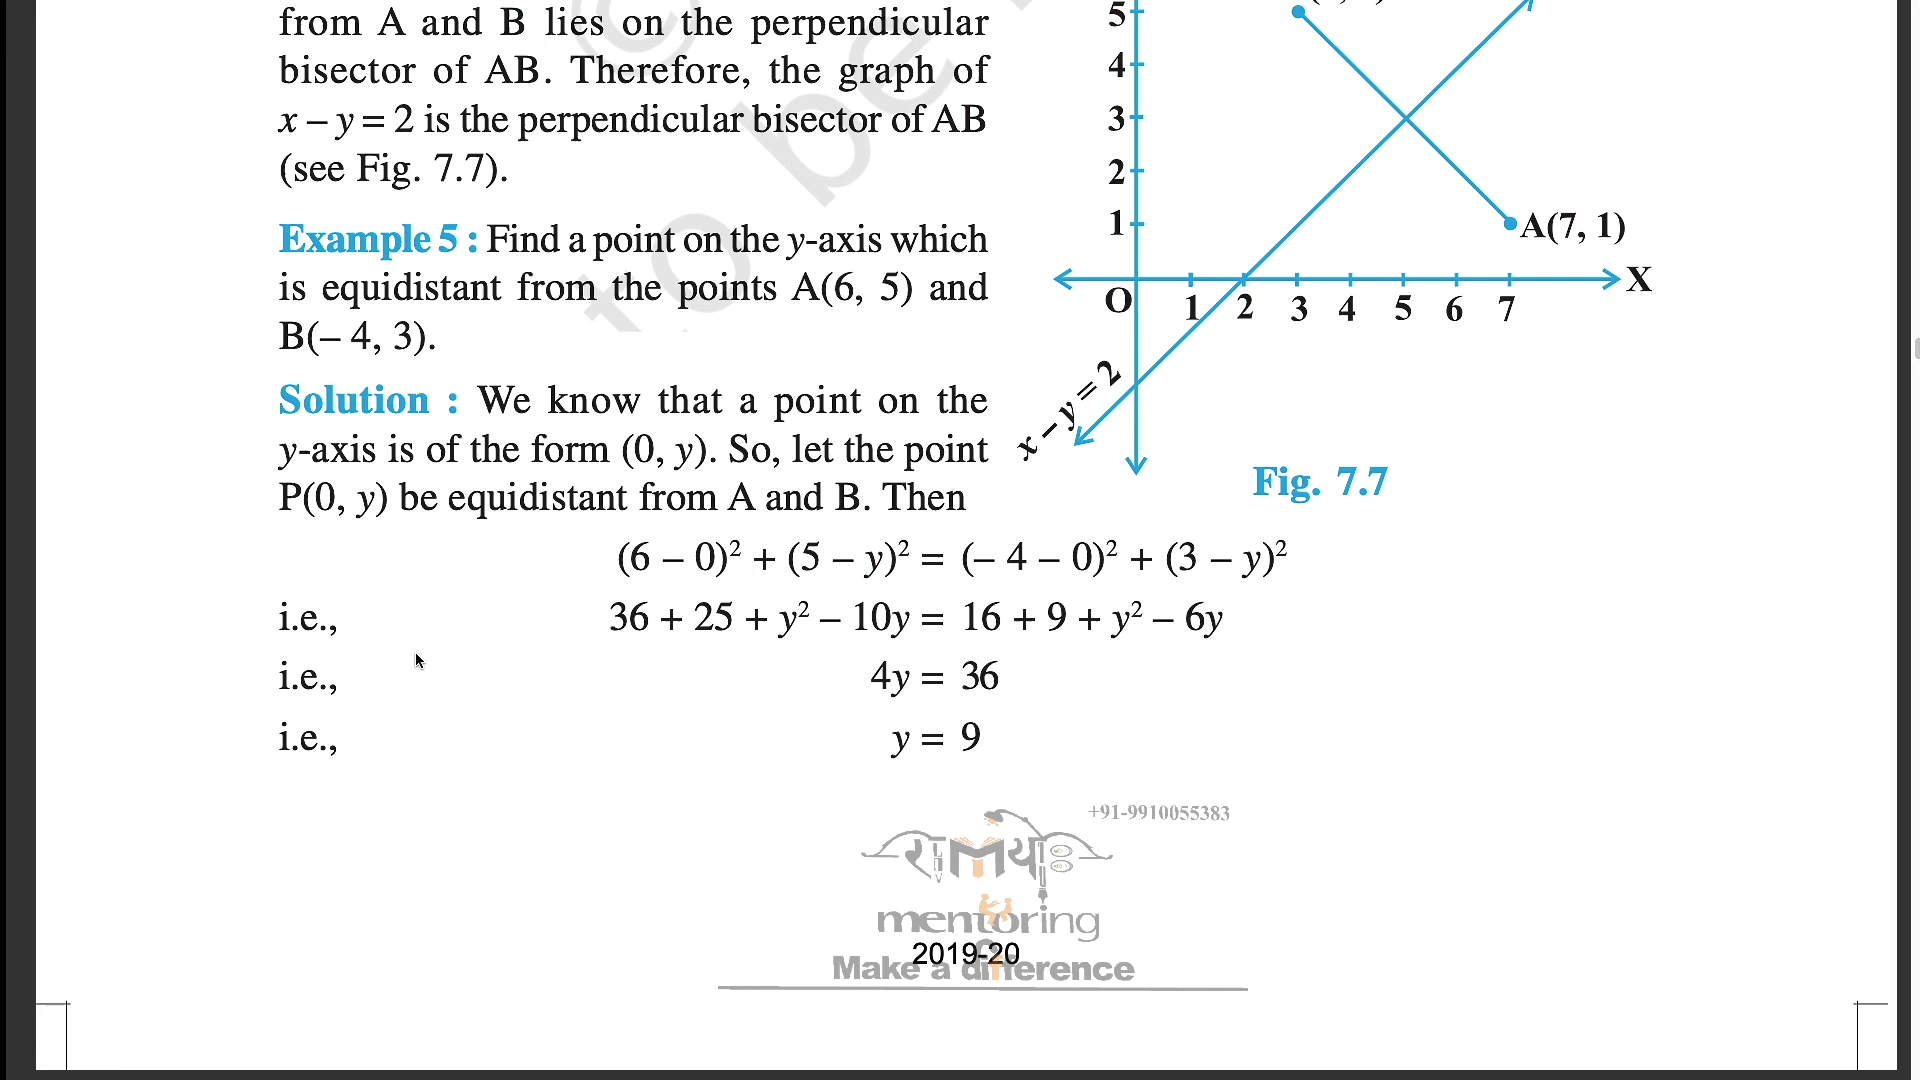 from A and B lies on the perpendicular
bisector of AB. Therefore, the graph of
x – y = 2 is the perpendicular bisector of AB
(see Fig. 7.7).
Example 5 : Find a point on the y-axis which
is equidistant from the points A(6, 5) and
B(– 4, 3).
Solution : We know that a point on the
y-axis is of the form (0, y). So, let the point
P(0, y) be equidistant from A and B. Then
(6 – 0)² + (5 – y)² = (– 4 – 0)² + (3 – y)²
i.e., 36 + 25 + y² – 10y = 16 + 9 + y² – 6y
i.e., 4y = 36
i.e., y = 9
5
4
3
2
1
A(7, 1)
X
O 1 2 3 4 5 6 7
x – y = 2
Fig. 7.7
to be
©
+91-9910055383
mentoring
2019-20
Make a difference